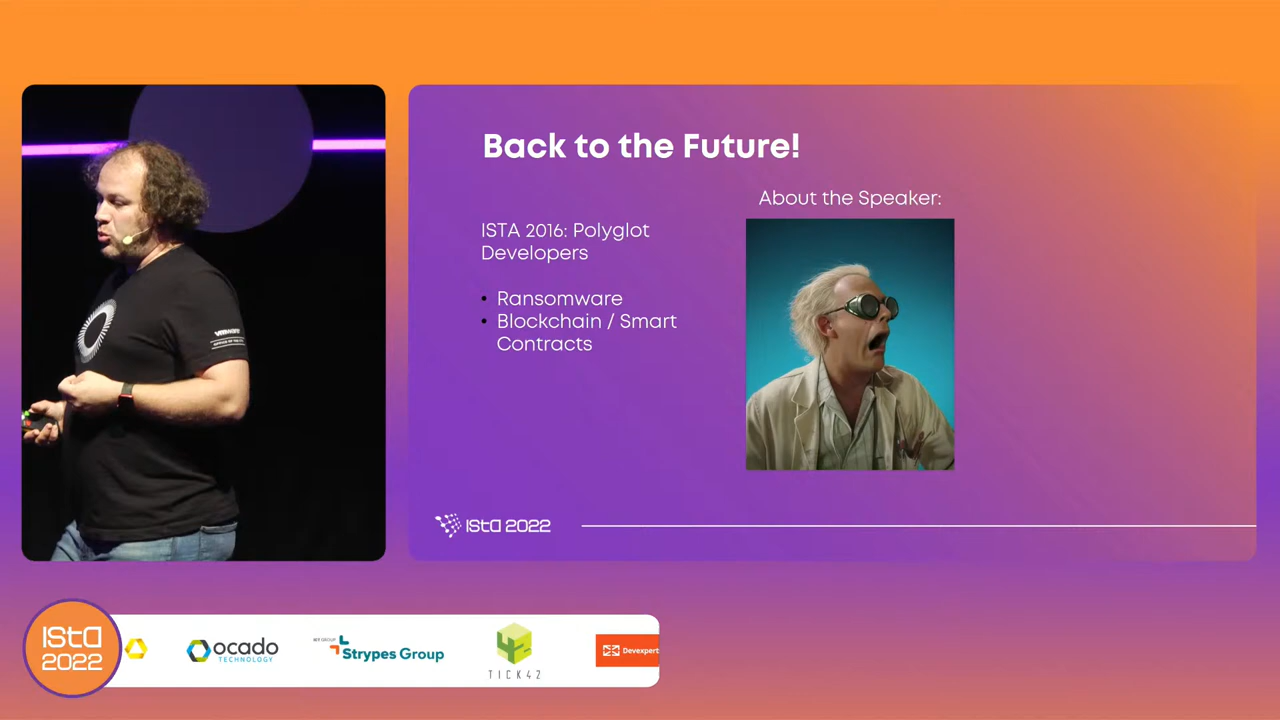 Back to the Future!
About the Speaker:
ISTA 2016: Polyglot
Developers
• Ransomware
• Blockchain / Smart
Contracts
vmware
ISTA 2022
ISTA
2022
ocado
TECHNOLOGY
Strypes Group
TICK42
Devexpert